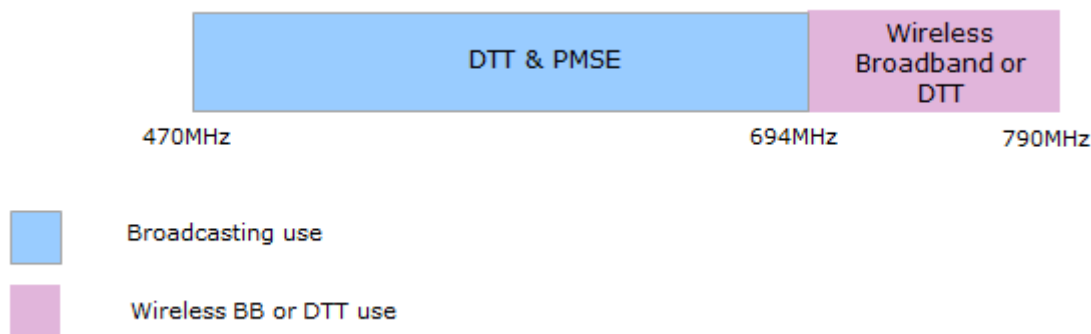 DTT & PMSE
Wireless
Broadband or
DTT
470MHz
694MHz
790MHz
Broadcasting use
Wireless BB or DTT use